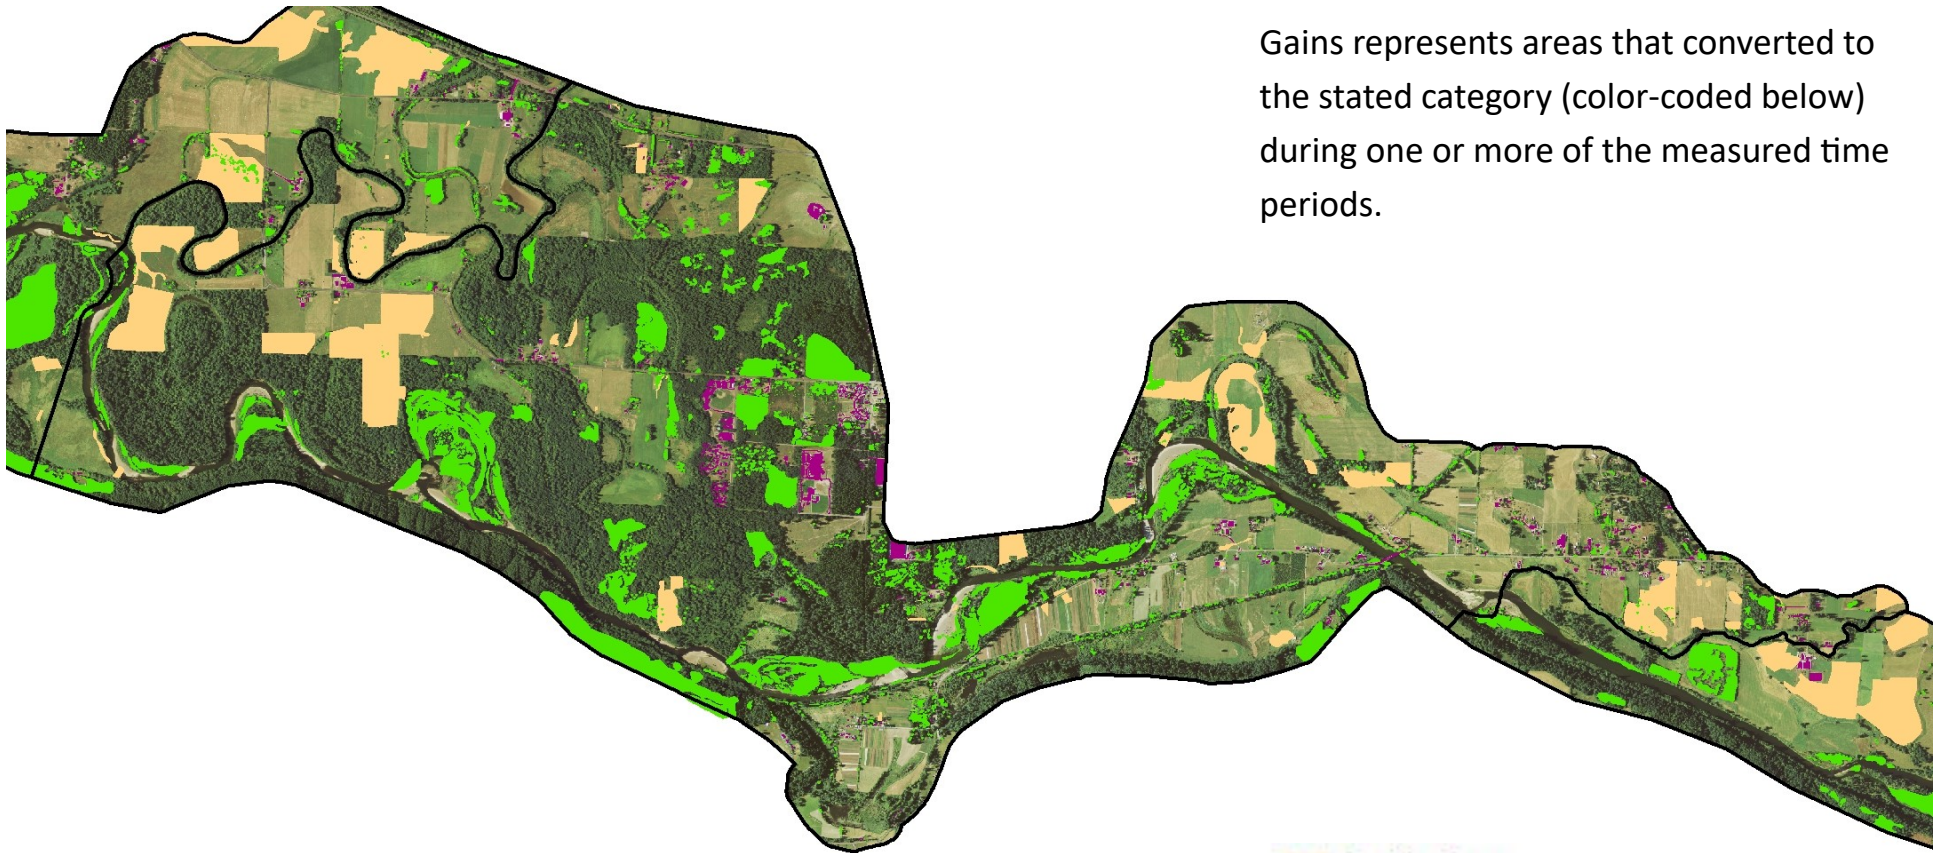 Gains represents areas that converted to
the stated category (color-coded below)
during one or more of the measured time
periods.